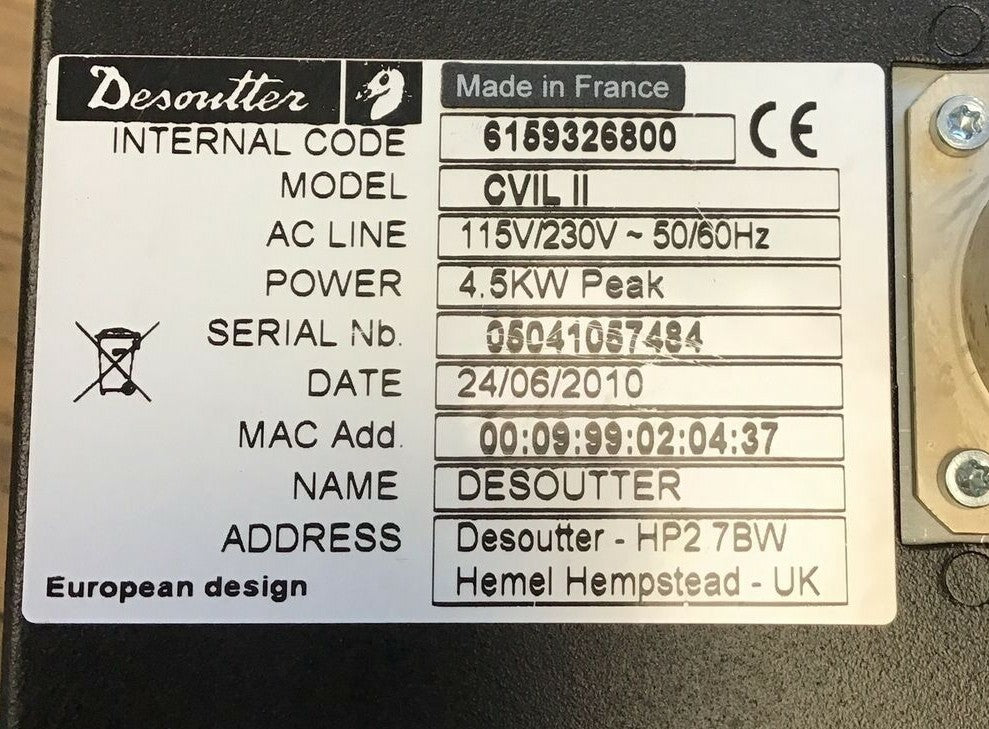 Desoutter
Made in France
INTERNAL CODE 6159326800 CE
MODEL CVIL II
AC LINE 115V/230V ~ 50/60Hz
POWER 4.5KW Peak
SERIAL Nb. 05041057484
DATE 24/06/2010
MAC Add. 00:09:99:02:04:37
NAME DESOUTTER
ADDRESS Desoutter - HP2 7BW
Hemel Hempstead - UK
European design